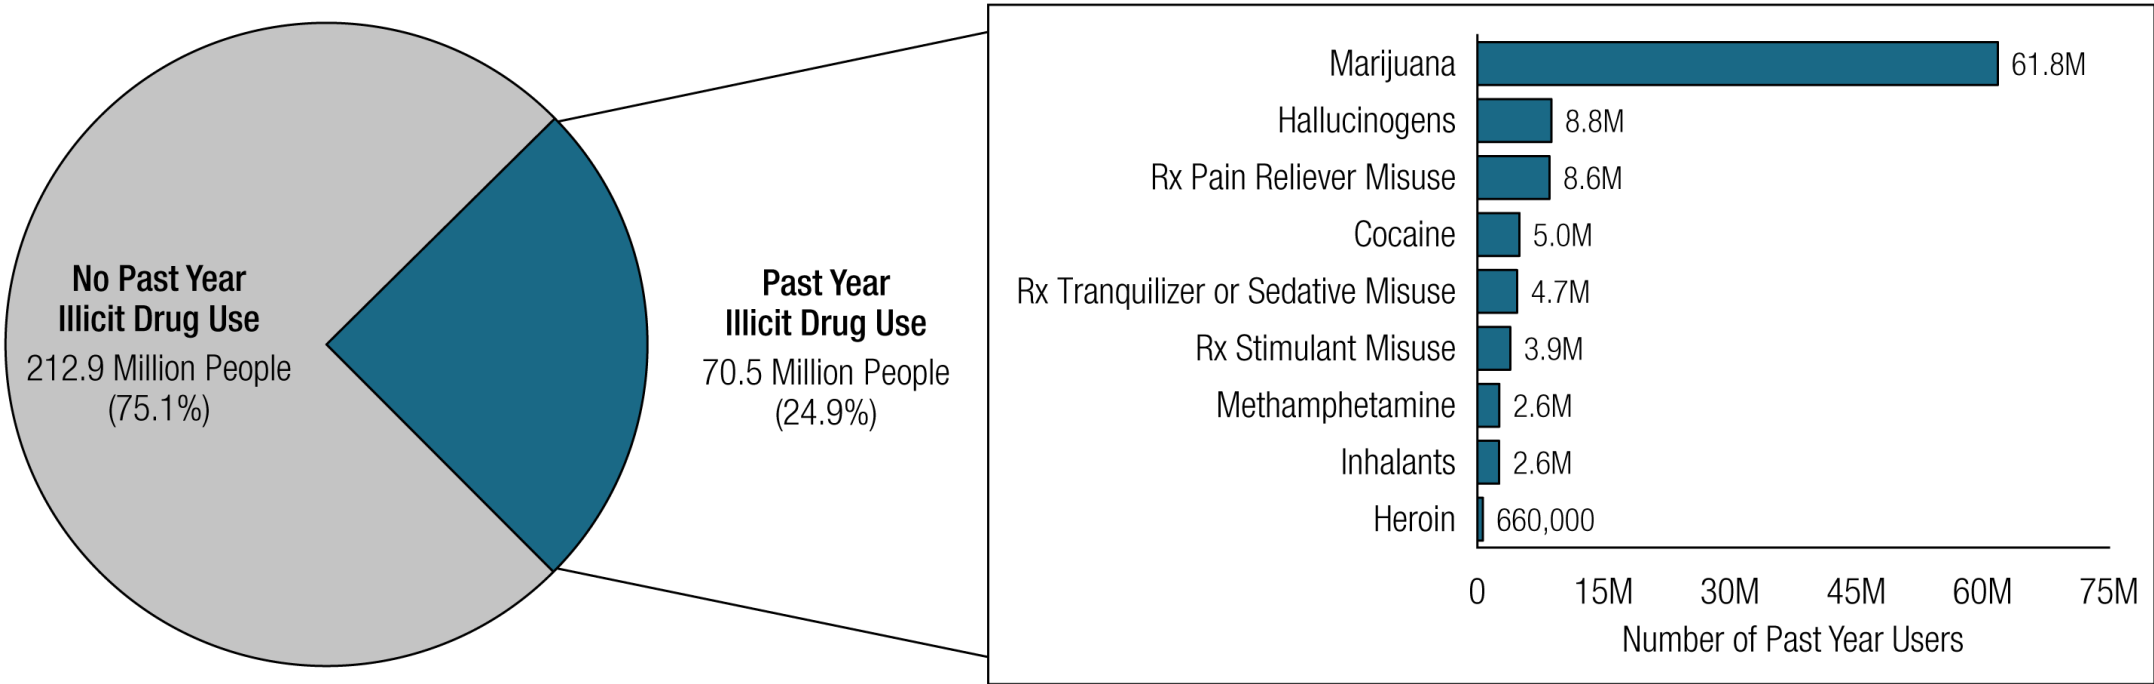 No Past Year
Illicit Drug Use
212.9 Million People
(75.1%)
Past Year
Illicit Drug Use
70.5 Million People
(24.9%)
Marijuana 61.8M
Hallucinogens 8.8M
Rx Pain Reliever Misuse 8.6M
Cocaine 5.0M
Rx Tranquilizer or Sedative Misuse 4.7M
Rx Stimulant Misuse 3.9M
Methamphetamine 2.6M
Inhalants 2.6M
Heroin 660,000
0 15M 30M 45M 60M 75M
Number of Past Year Users